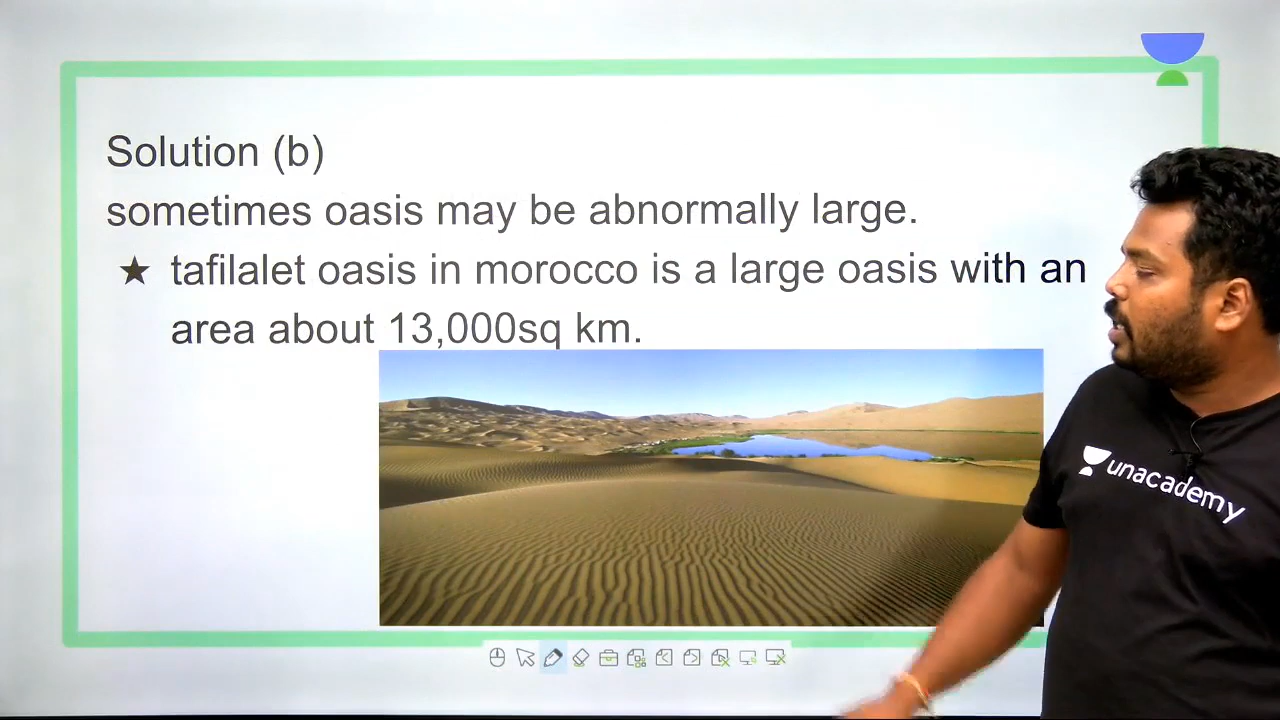 Solution (b)
sometimes oasis may be abnormally large.
★ tafilalet oasis in morocco is a large oasis with an
area about 13,000sq km.
unacademy